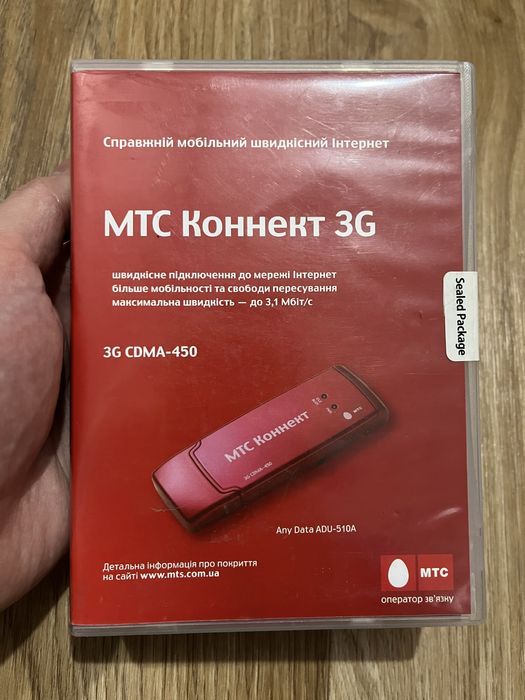 Справжній мобільний швидкісний Інтернет
МТС Коннект 3G
швидкісне підключення до мережі Інтернет
більше мобільності та свободи пересування
максимальна швидкість — до 3,1 Мбіт/с
Sealed Package
3G CDMA-450
МТС
МТС Коннект
3G CDMA-450
Any Data ADU-510A
Детальна інформація про покриття
на сайті www.mts.com.ua
МТС
оператор зв'язку